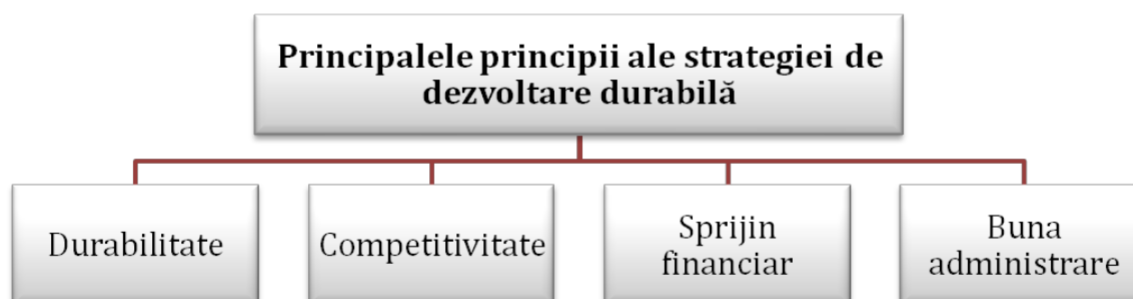 Principalele principii ale strategiei de
dezvoltare durabilă
Durabilitate
Competitivitate
Sprijin
financiar
Buna
administrare